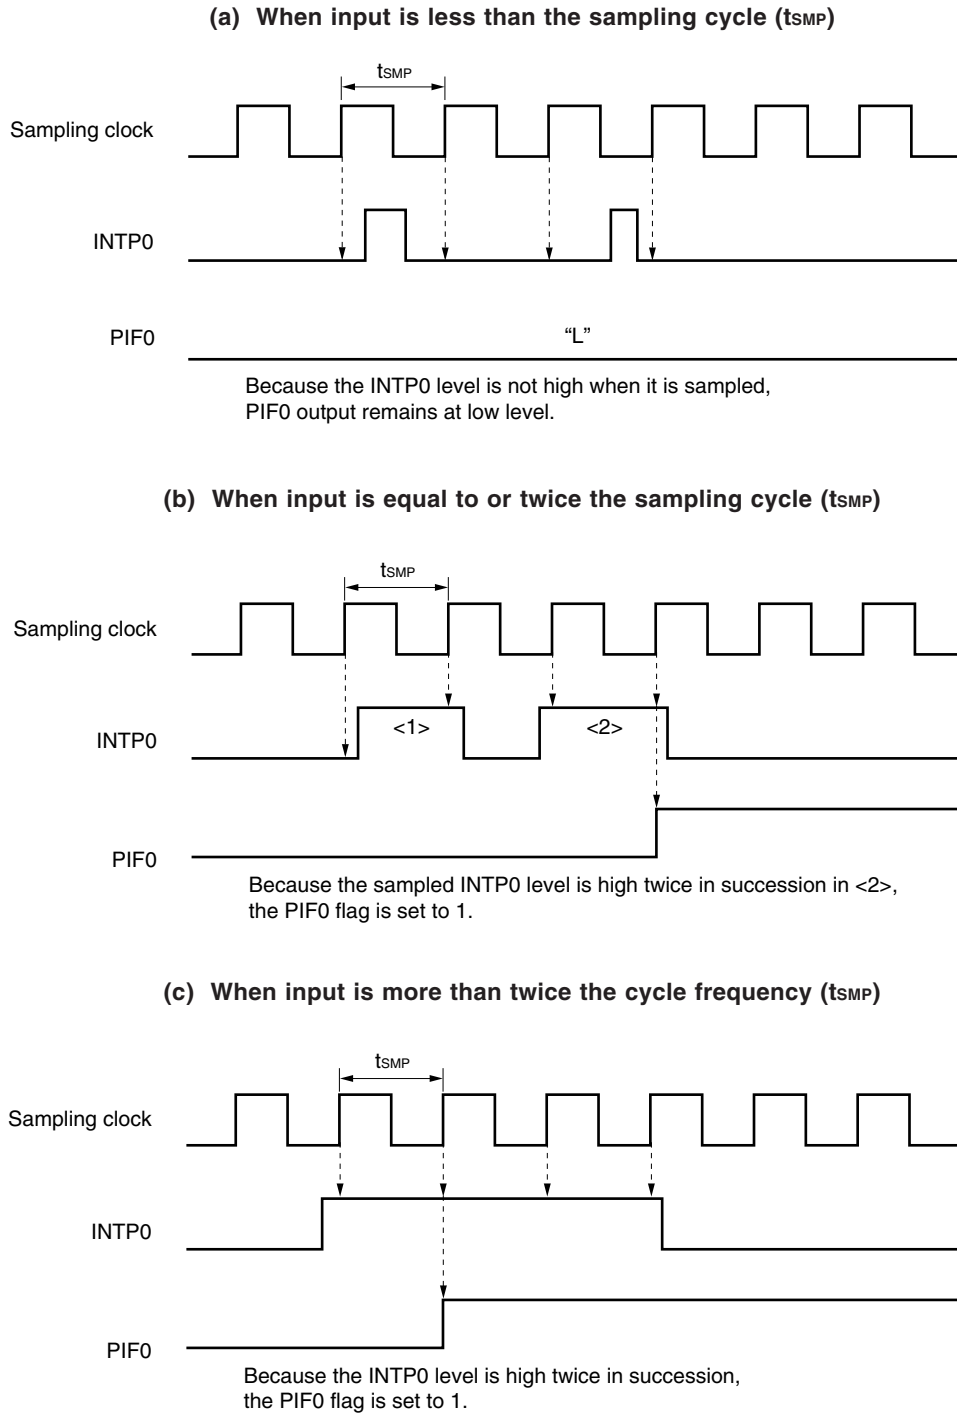 (a) When input is less than the sampling cycle (tSMP)
tSMP
Sampling clock
INTP0
PIF0
“L”
Because the INTP0 level is not high when it is sampled,
PIF0 output remains at low level.
(b) When input is equal to or twice the sampling cycle (tSMP)
tSMP
Sampling clock
<1>
<2>
INTP0
PIF0
Because the sampled INTP0 level is high twice in succession in <2>,
the PIF0 flag is set to 1.
(c) When input is more than twice the cycle frequency (tSMP)
tSMP
Sampling clock
INTP0
PIF0
Because the INTP0 level is high twice in succession,
the PIF0 flag is set to 1.